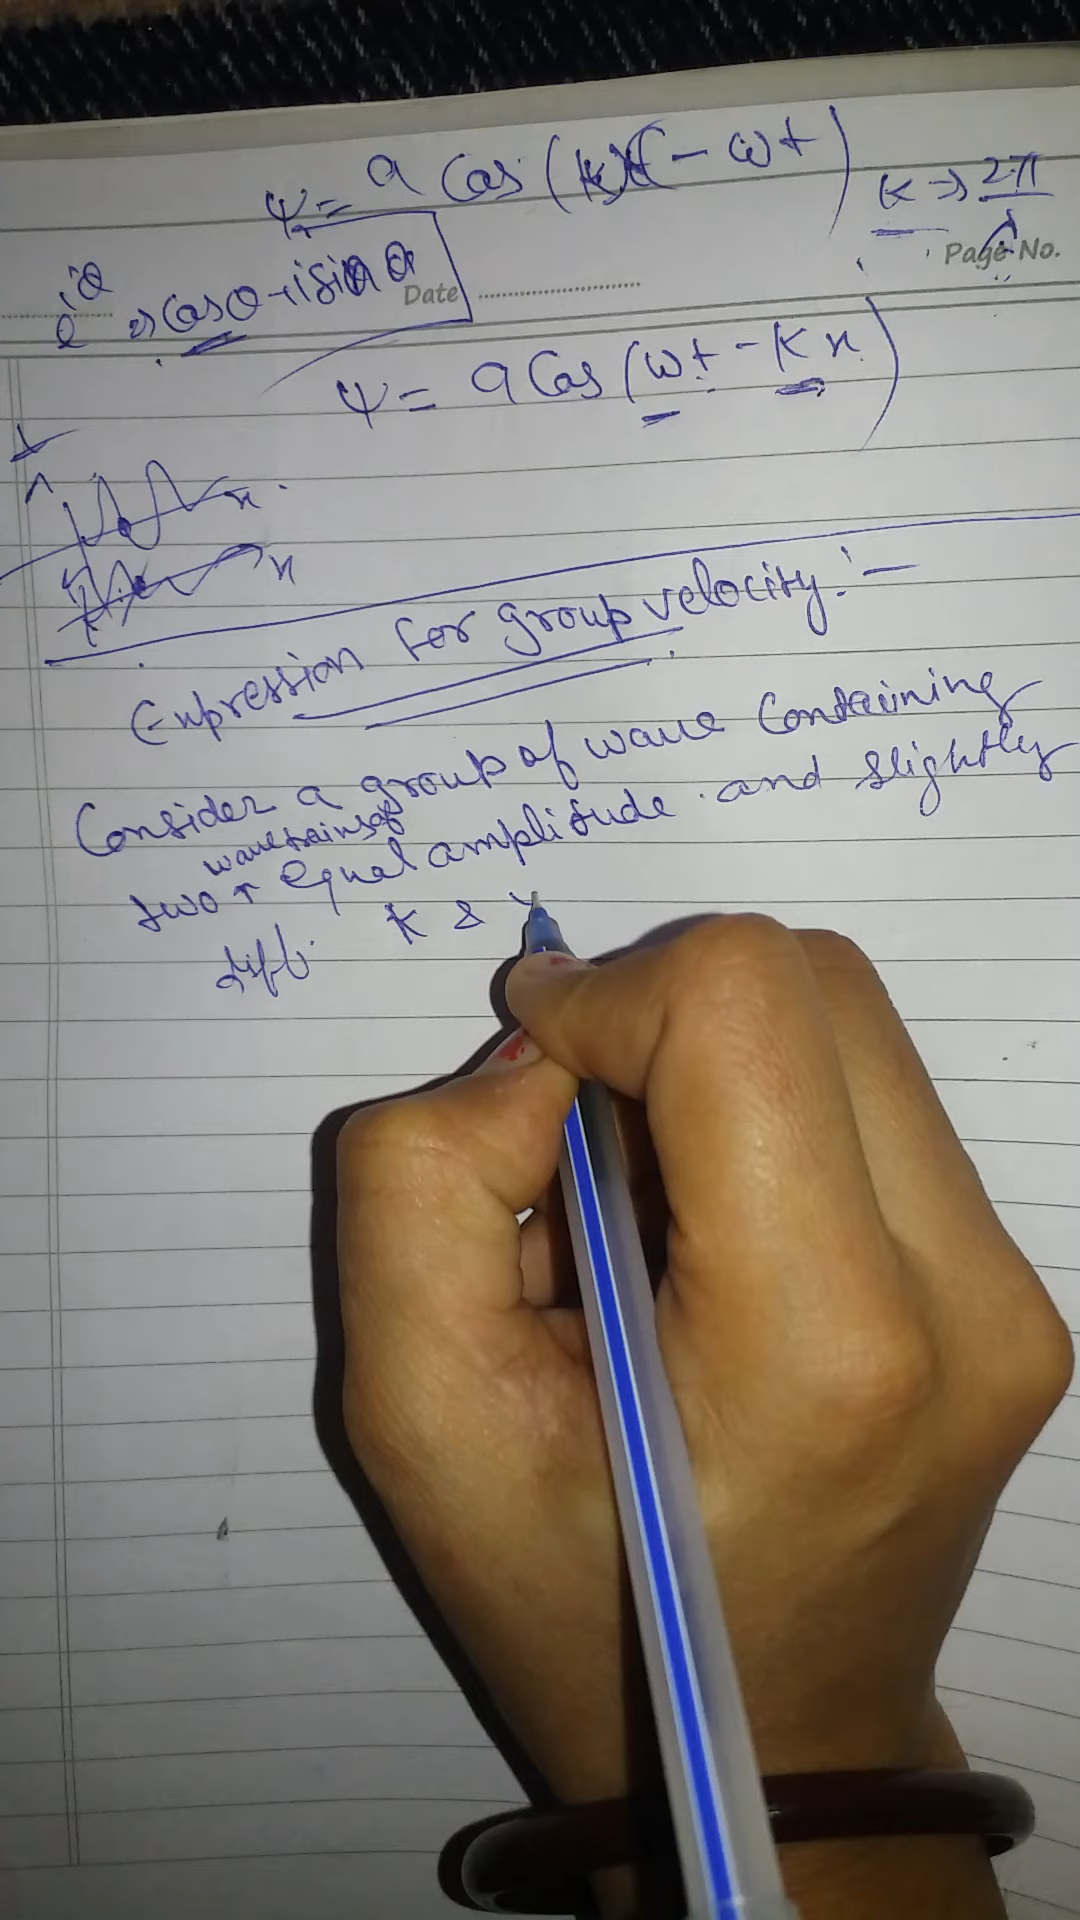 ψ = a Cos (kx - ωt)
K → 2π/λ
Page No.
e^iθ ⇒ Cosθ + i Sinθ
Date
ψ = a Cos (ωt - Kx)
x
x
Expression for group velocity :-
Consider a group of wave Containing
wave trains of
two ↑ equal amplitude and slightly
diff. K &